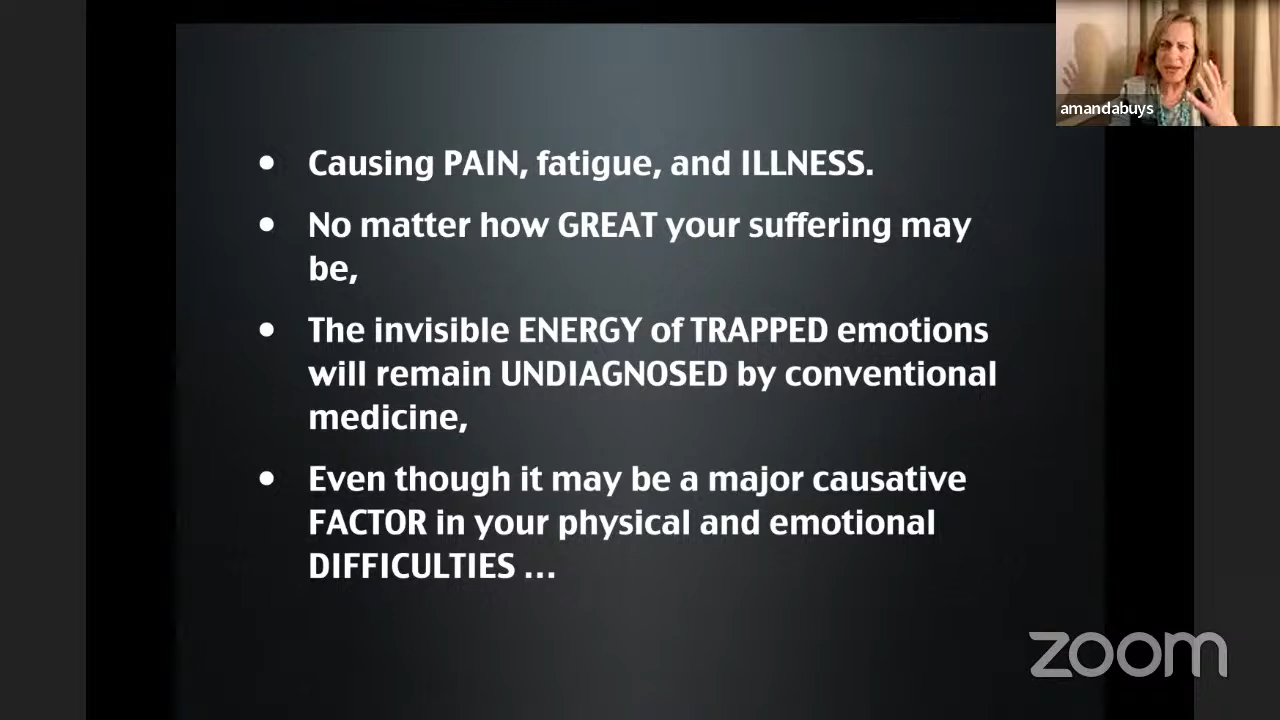 amandabuys
• Causing PAIN, fatigue, and ILLNESS.
• No matter how GREAT your suffering may
be,
• The invisible ENERGY of TRAPPED emotions
will remain UNDIAGNOSED by conventional
medicine,
• Even though it may be a major causative
FACTOR in your physical and emotional
DIFFICULTIES ...
zoom